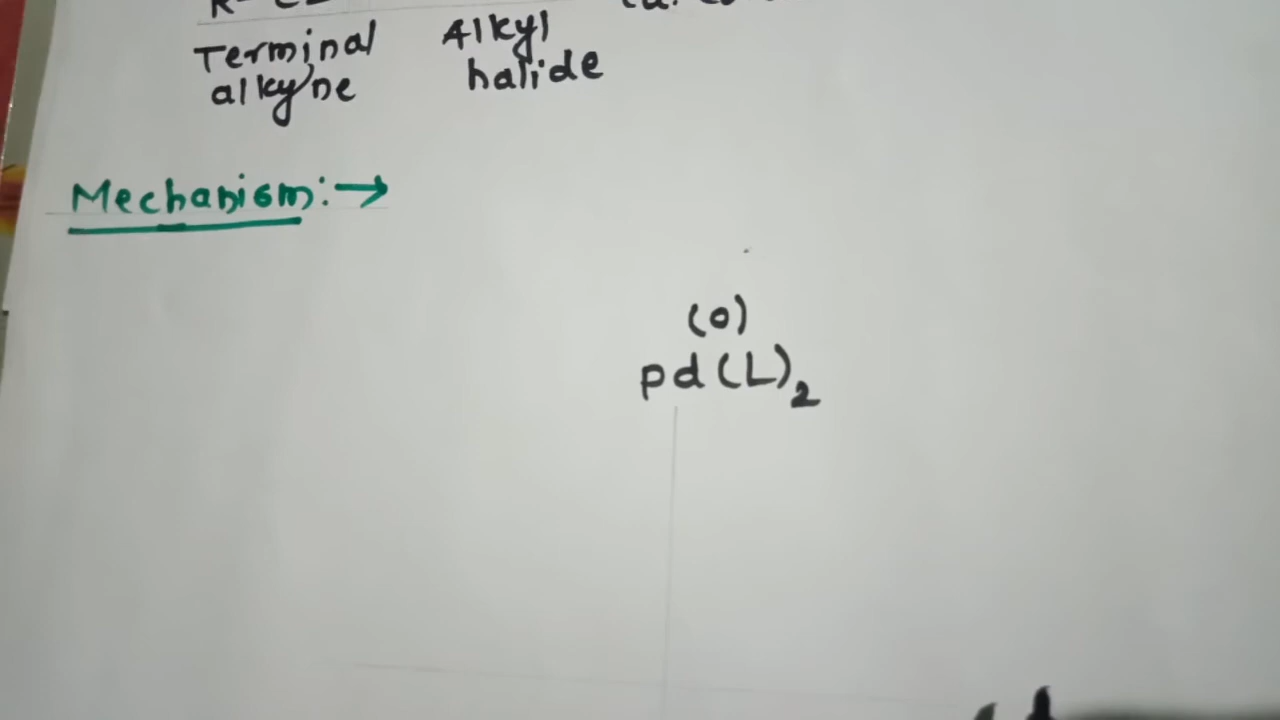 Terminal Alkyl
alkyne halide
Mechanism:→
(0)
pd(L)₂